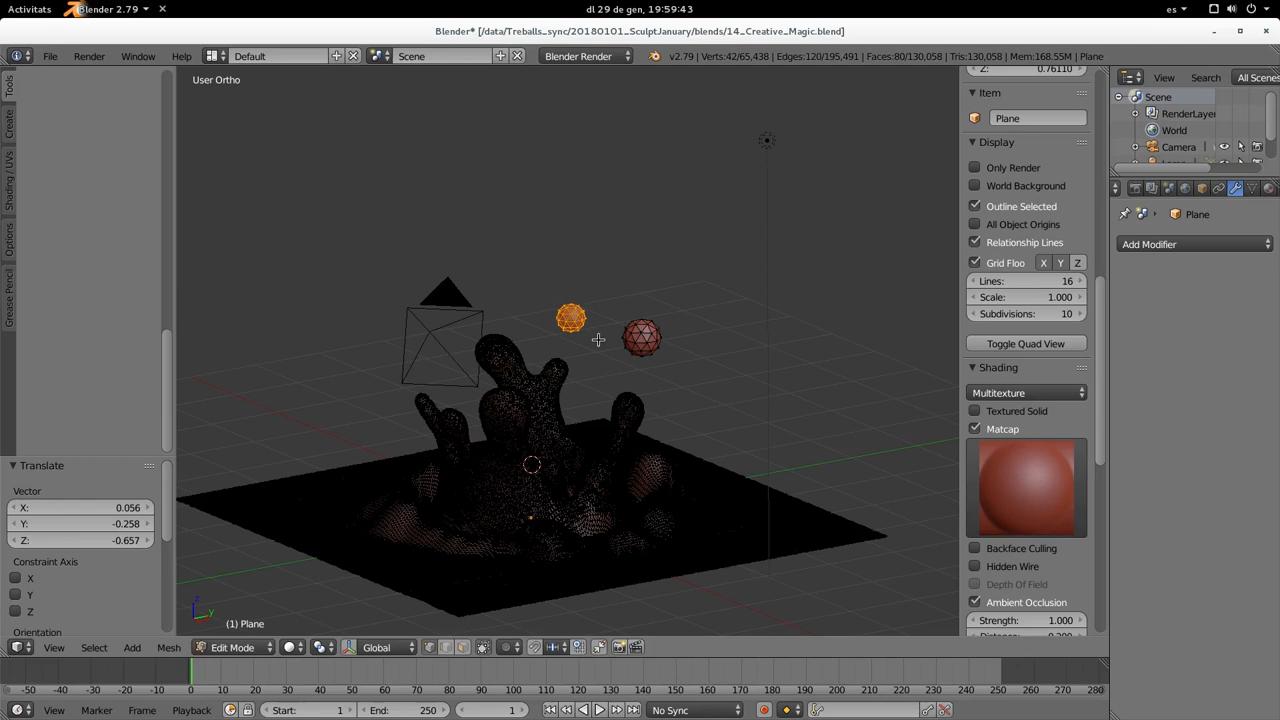 Activitats Blender 2.79 dl 29 de gen, 19:59:43 es
Blender* [/data/Treballs_sync/20180101_SculptJanuary/blends/14_Creative_Magic.blend]
File Render Window Help Default Scene Blender Render v2.79 | Verts:42/65,438 | Edges:120/195,491 | Faces:80/130,058 | Tris:130,058 | Mem:168.55M | Plane
User Ortho
Tools
Create
Shading / UVs
Options
Grease Pencil
Translate
Vector
X: 0.056
Y: -0.258
Z: -0.657
Constraint Axis
X
Y
Z
Orientation
z
y
(1) Plane
Z: 0.76110
Item
Plane
Display
Only Render
World Background
Outline Selected
All Object Origins
Relationship Lines
Grid Floo X Y Z
Lines: 16
Scale: 1.000
Subdivisions: 10
Toggle Quad View
Shading
Multitexture
Textured Solid
Matcap
Backface Culling
Hidden Wire
Depth Of Field
Ambient Occlusion
Strength: 1.000
View Search All Scenes
Scene
RenderLayer
World
Camera
Plane
Add Modifier
View Select Add Mesh Edit Mode Global
-50 -40 -30 -20 -10 0 10 20 30 40 50 60 70 80 90 100 110 120 130 140 150 160 170 180 190 200 210 220 230 240 250 260 270 280
View Marker Frame Playback Start: 1 End: 250 1 No Sync